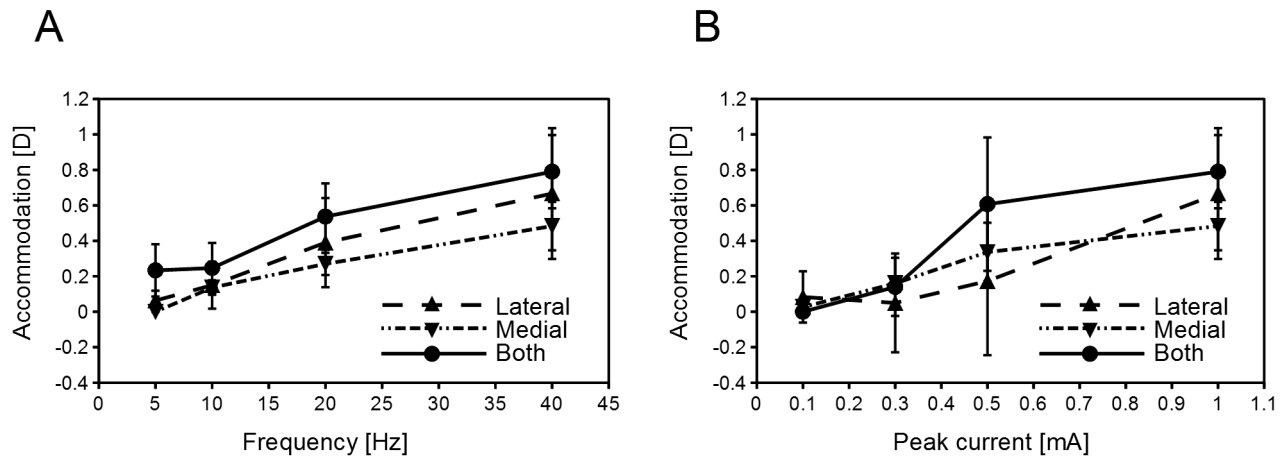 A
B
1.2
1
0.8
0.6
0.4
0.2
0
-0.2
-0.4
Accommodation [D]
0 5 10 15 20 25 30 35 40 45
Frequency [Hz]
Lateral
Medial
Both
1.2
1
0.8
0.6
0.4
0.2
0
-0.2
-0.4
Accommodation [D]
0 0.1 0.2 0.3 0.4 0.5 0.6 0.7 0.8 0.9 1 1.1
Peak current [mA]
Lateral
Medial
Both